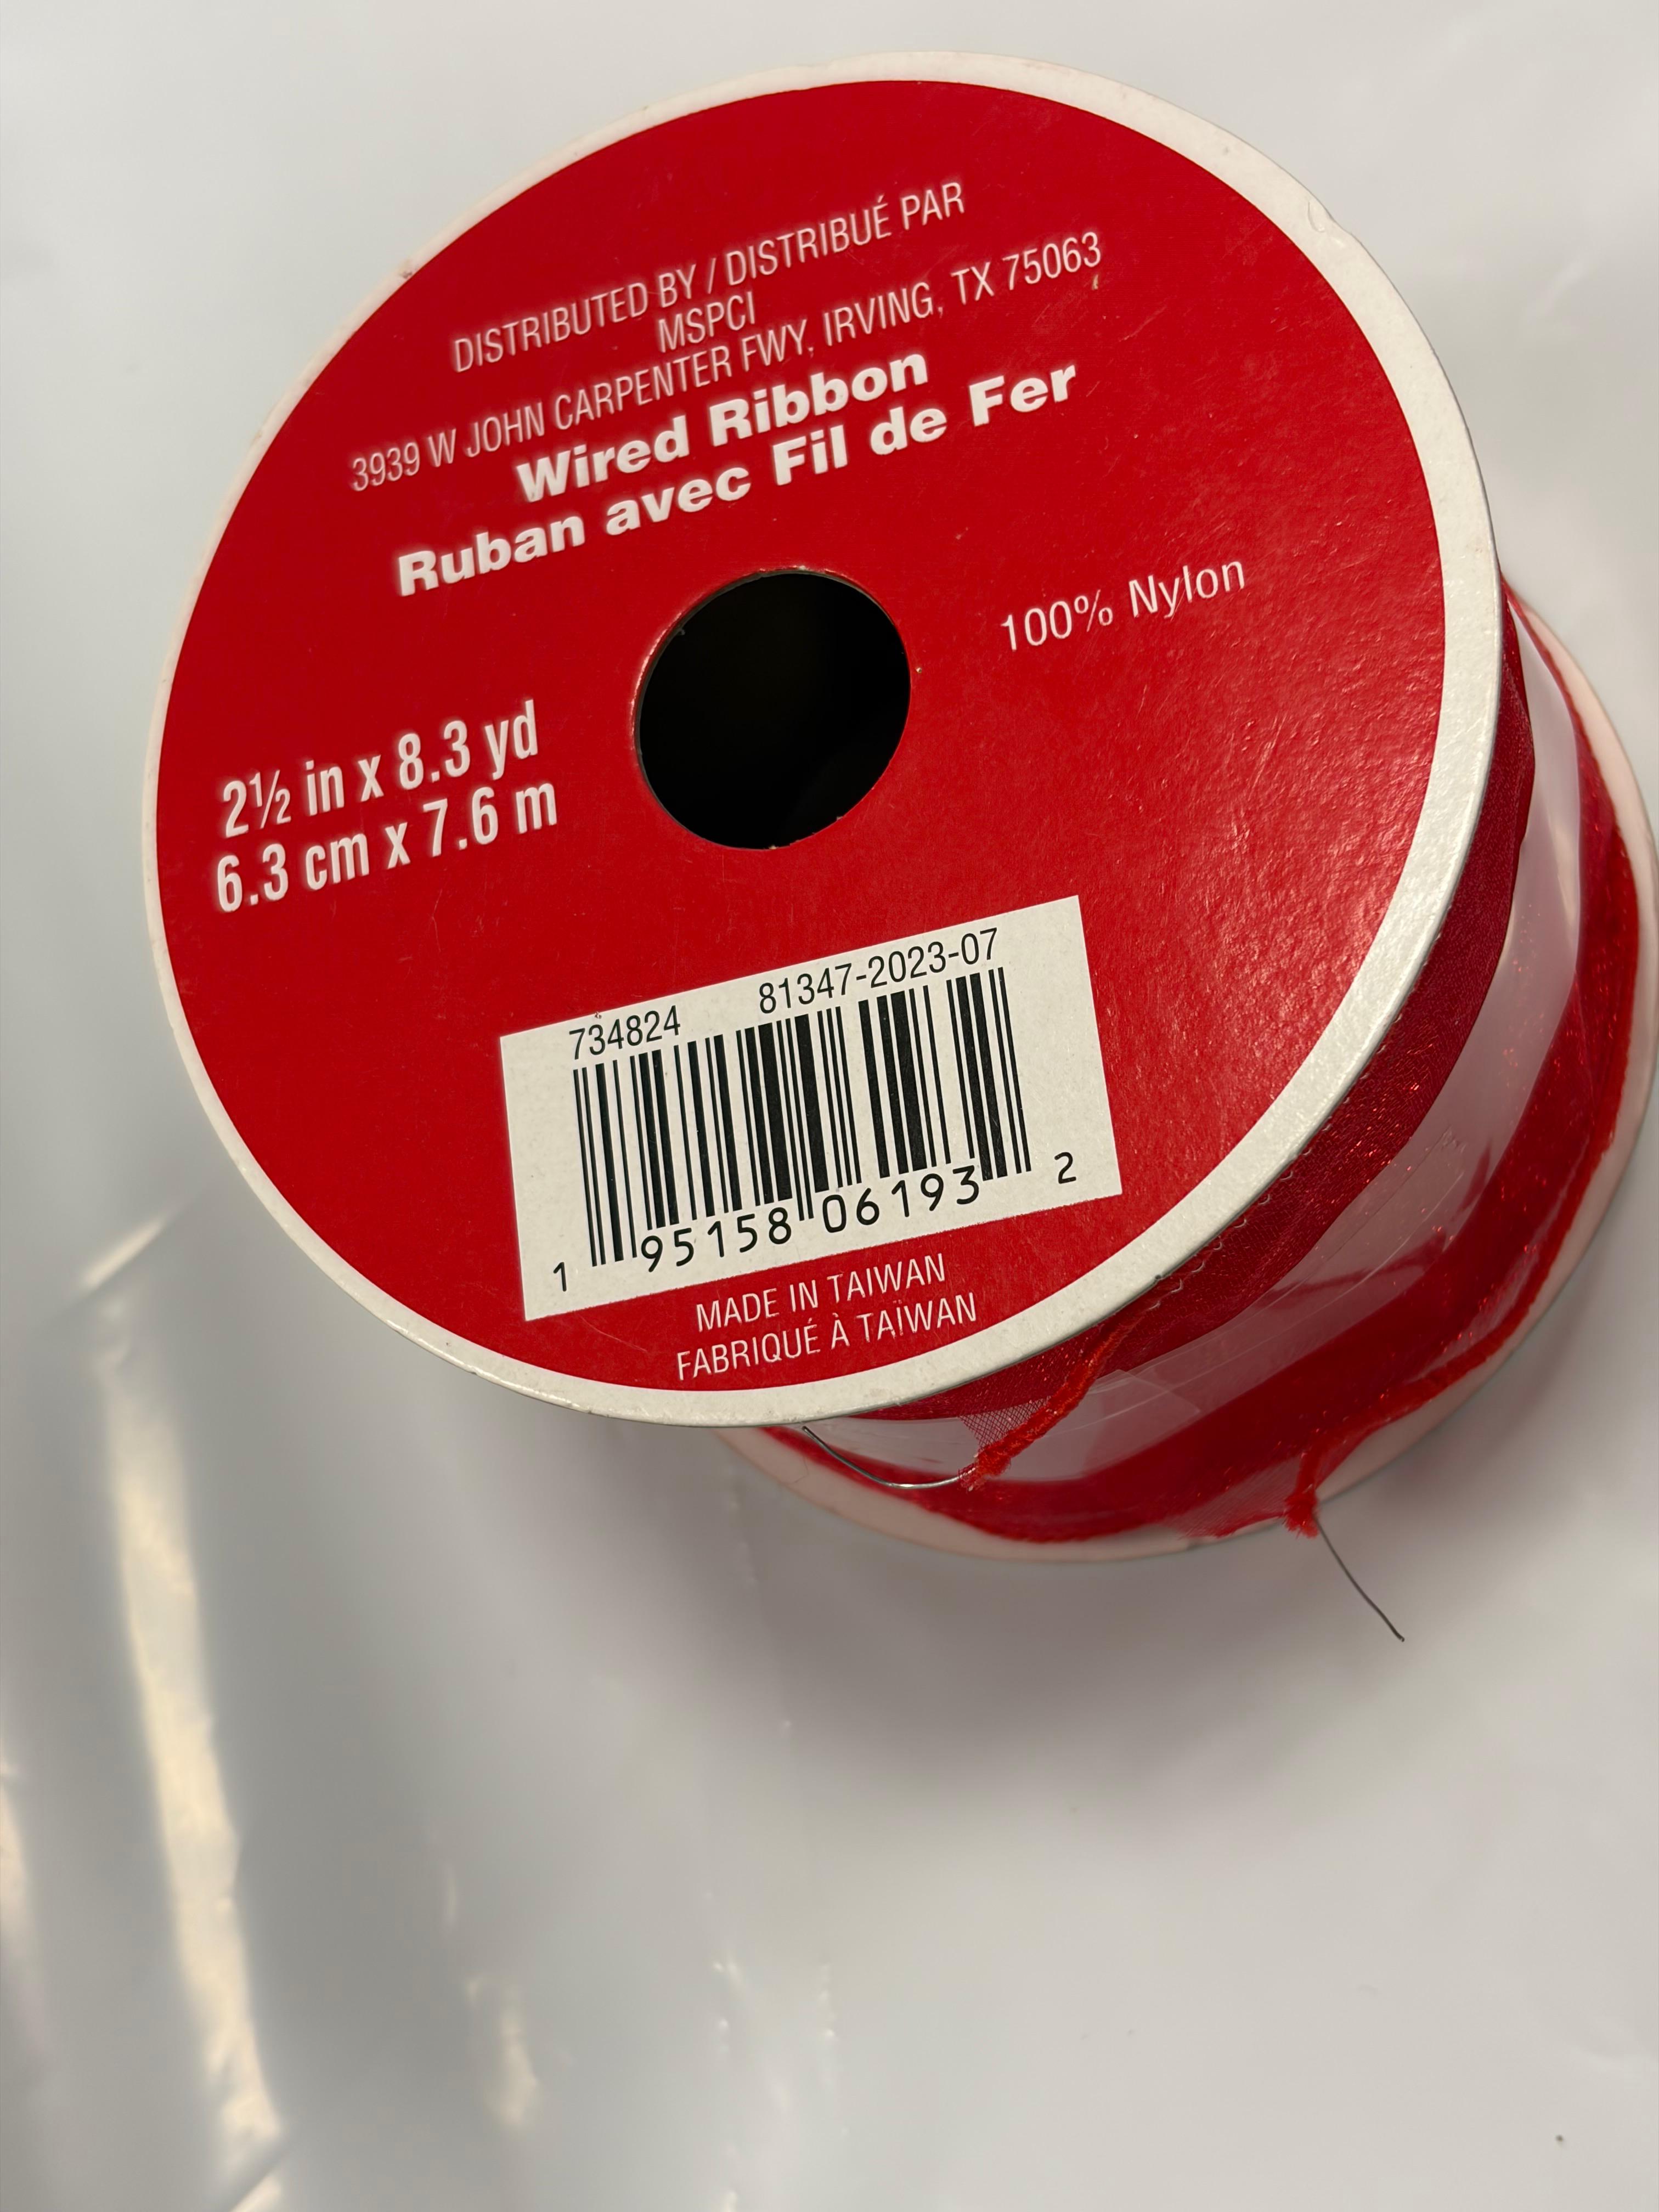 DISTRIBUTED BY / DISTRIBUÉ PAR
MSPCI
3939 W JOHN CARPENTER FWY, IRVING, TX 75063
Wired Ribbon
Ruban avec Fil de Fer
100% Nylon
2½ in x 8.3 yd
6.3 cm x 7.6 m
734824 81347-2023-07
1 95158 06193 2
MADE IN TAIWAN
FABRIQUÉ À TAÏWAN